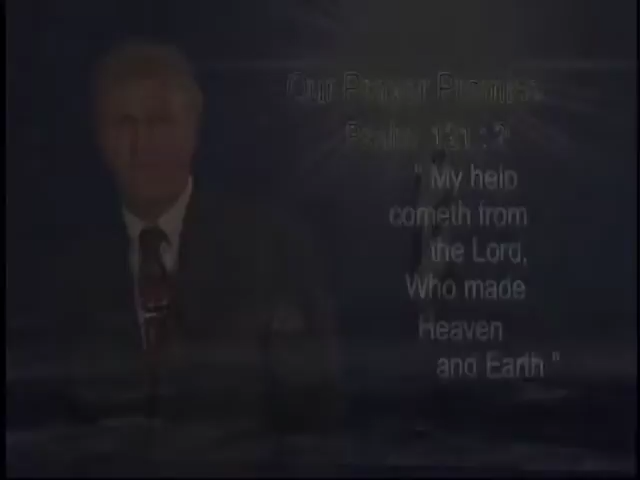 Our Prayer Promise
Psalm 121 : 2
" My help
cometh from
the Lord,
Who made
Heaven
and Earth "